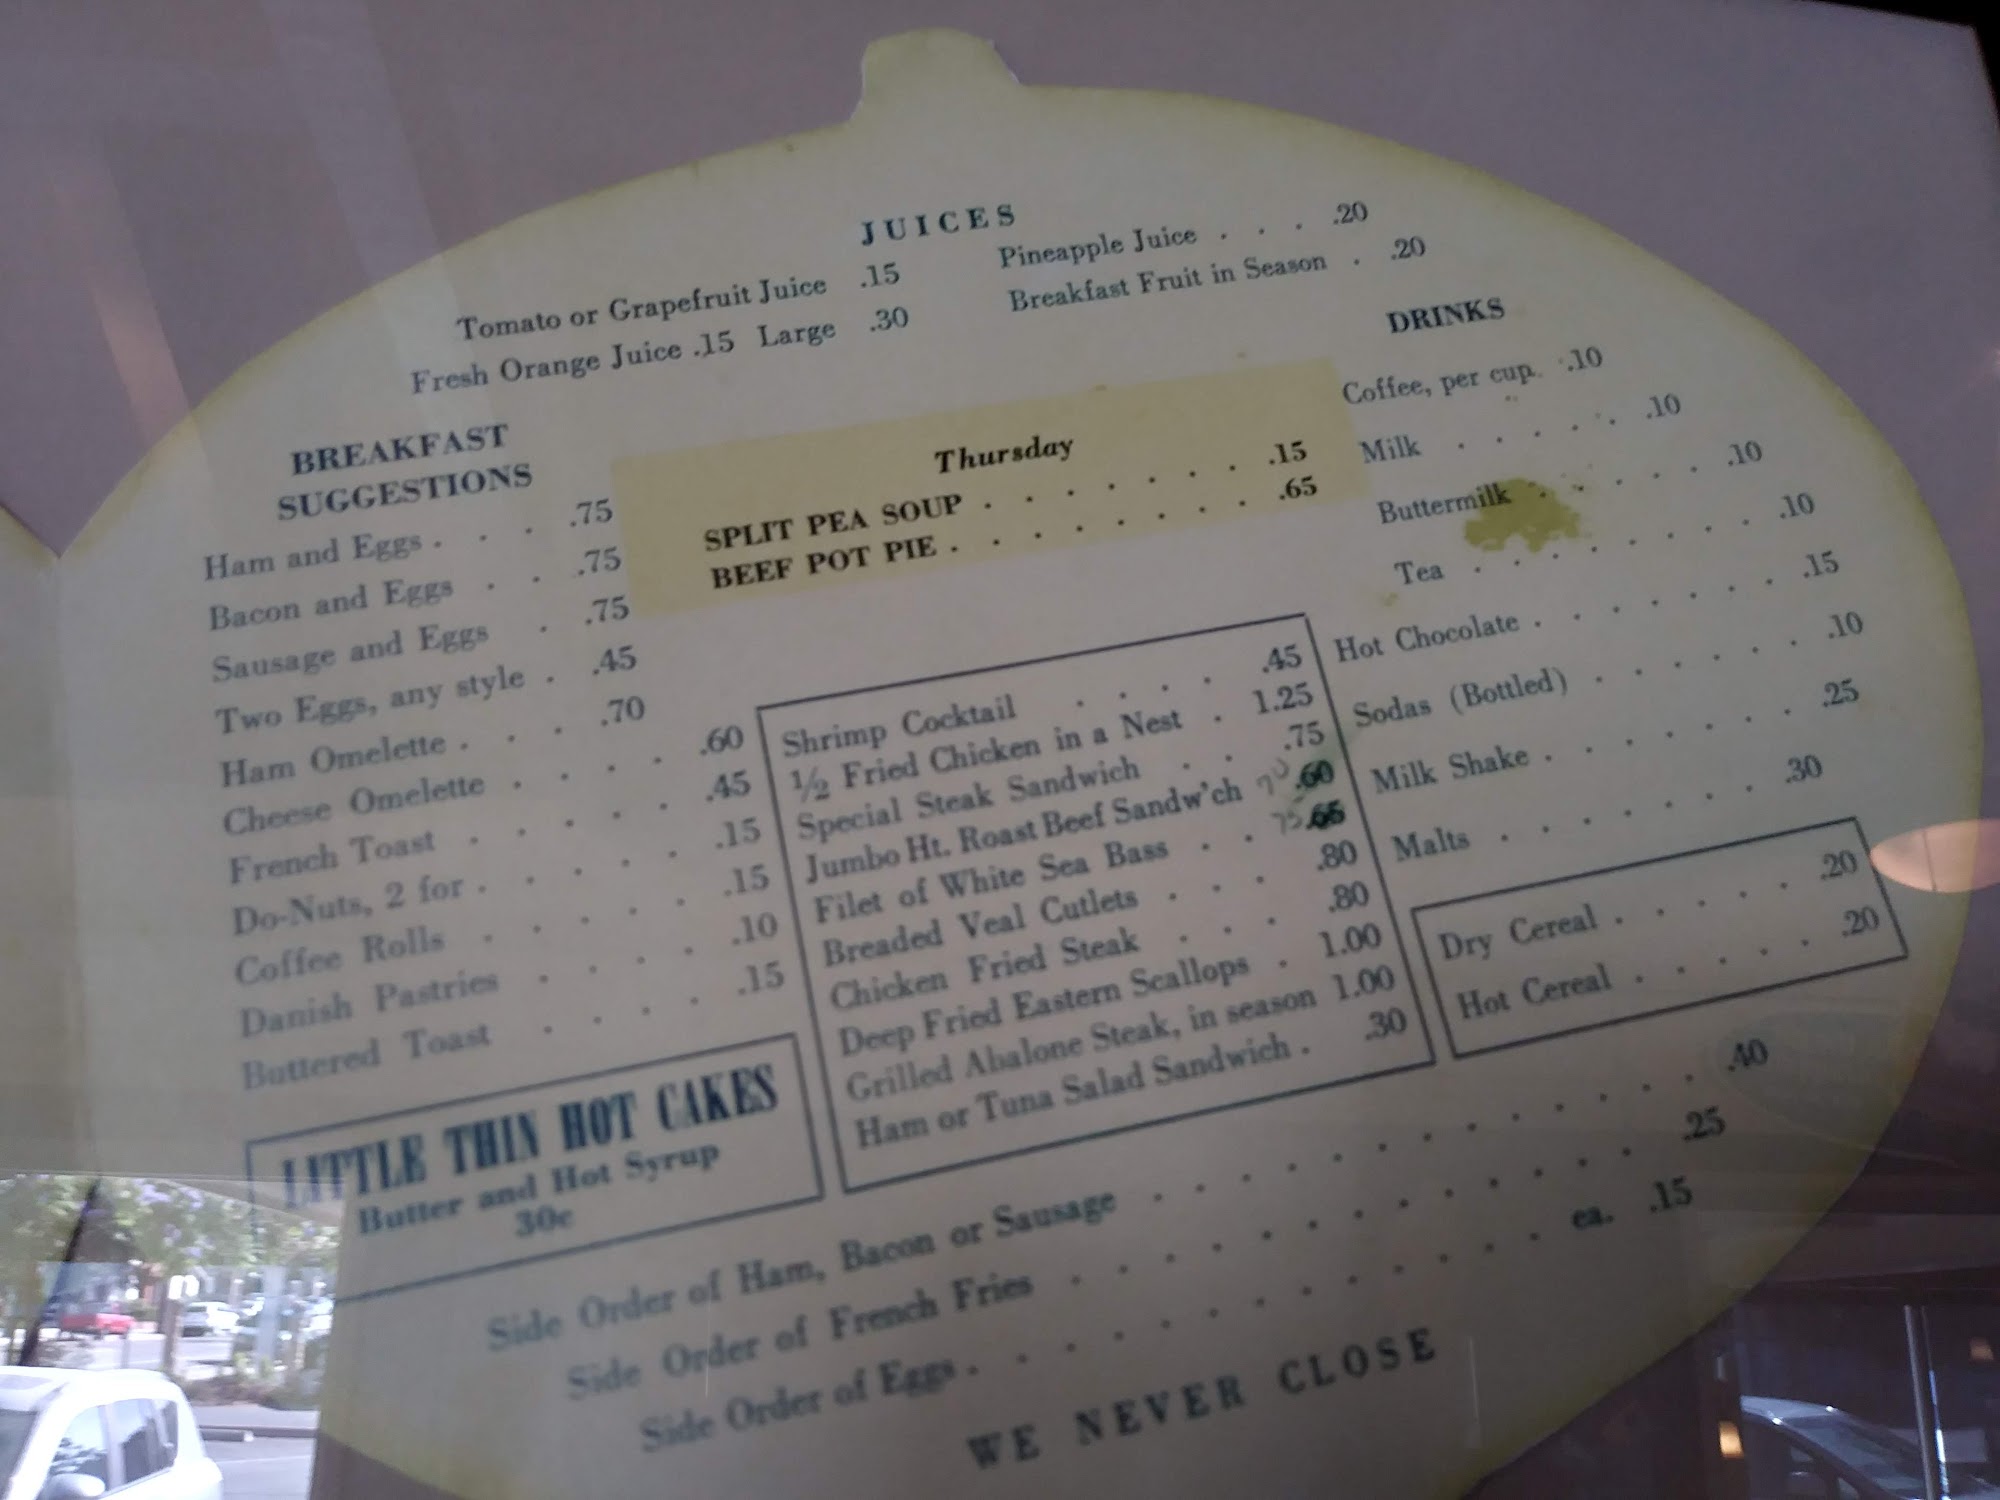 JUICES
Tomato or Grapefruit Juice .15
Fresh Orange Juice .15 Large .30
Pineapple Juice . . . .20
Breakfast Fruit in Season . .20
BREAKFAST
SUGGESTIONS
Ham and Eggs . . . .75
Bacon and Eggs . . .75
Sausage and Eggs . .75
Two Eggs, any style . .45
Ham Omelette . . . .70
Cheese Omelette . . . . .60
French Toast . . . . . .45
Do-Nuts, 2 for . . . . . .15
Coffee Rolls . . . . . .15
Danish Pastries . . . . .10
Buttered Toast . . . . .15
LITTLE THIN HOT CAKES
Butter and Hot Syrup
30c
Thursday
SPLIT PEA SOUP . . . . . . . .15
BEEF POT PIE . . . . . . . . .65
Shrimp Cocktail . . . . .45
1/2 Fried Chicken in a Nest . 1.25
Special Steak Sandwich . . .75
Jumbo Ht. Roast Beef Sandw'ch 70 .60
Filet of White Sea Bass . . 75 .65
Breaded Veal Cutlets . . . .80
Chicken Fried Steak . . . .80
Deep Fried Eastern Scallops . 1.00
Grilled Abalone Steak, in season 1.00
Ham or Tuna Salad Sandwich . .30
DRINKS
Coffee, per cup. .10
Milk . . . . . .10
Buttermilk . . . . . .10
Tea . . . . . . . . .10
Hot Chocolate . . . . . . . .15
Sodas (Bottled) . . . . . . .10
Milk Shake . . . . . . . .25
Malts . . . . . . . .30
Dry Cereal . . . . . .20
Hot Cereal . . . . . .20
Side Order of Ham, Bacon or Sausage . . . . . . . . . . . . .40
Side Order of French Fries . . . . . . . . . . . . . .25
Side Order of Eggs . . . . . . . . . . . . . ea. .15
WE NEVER CLOSE